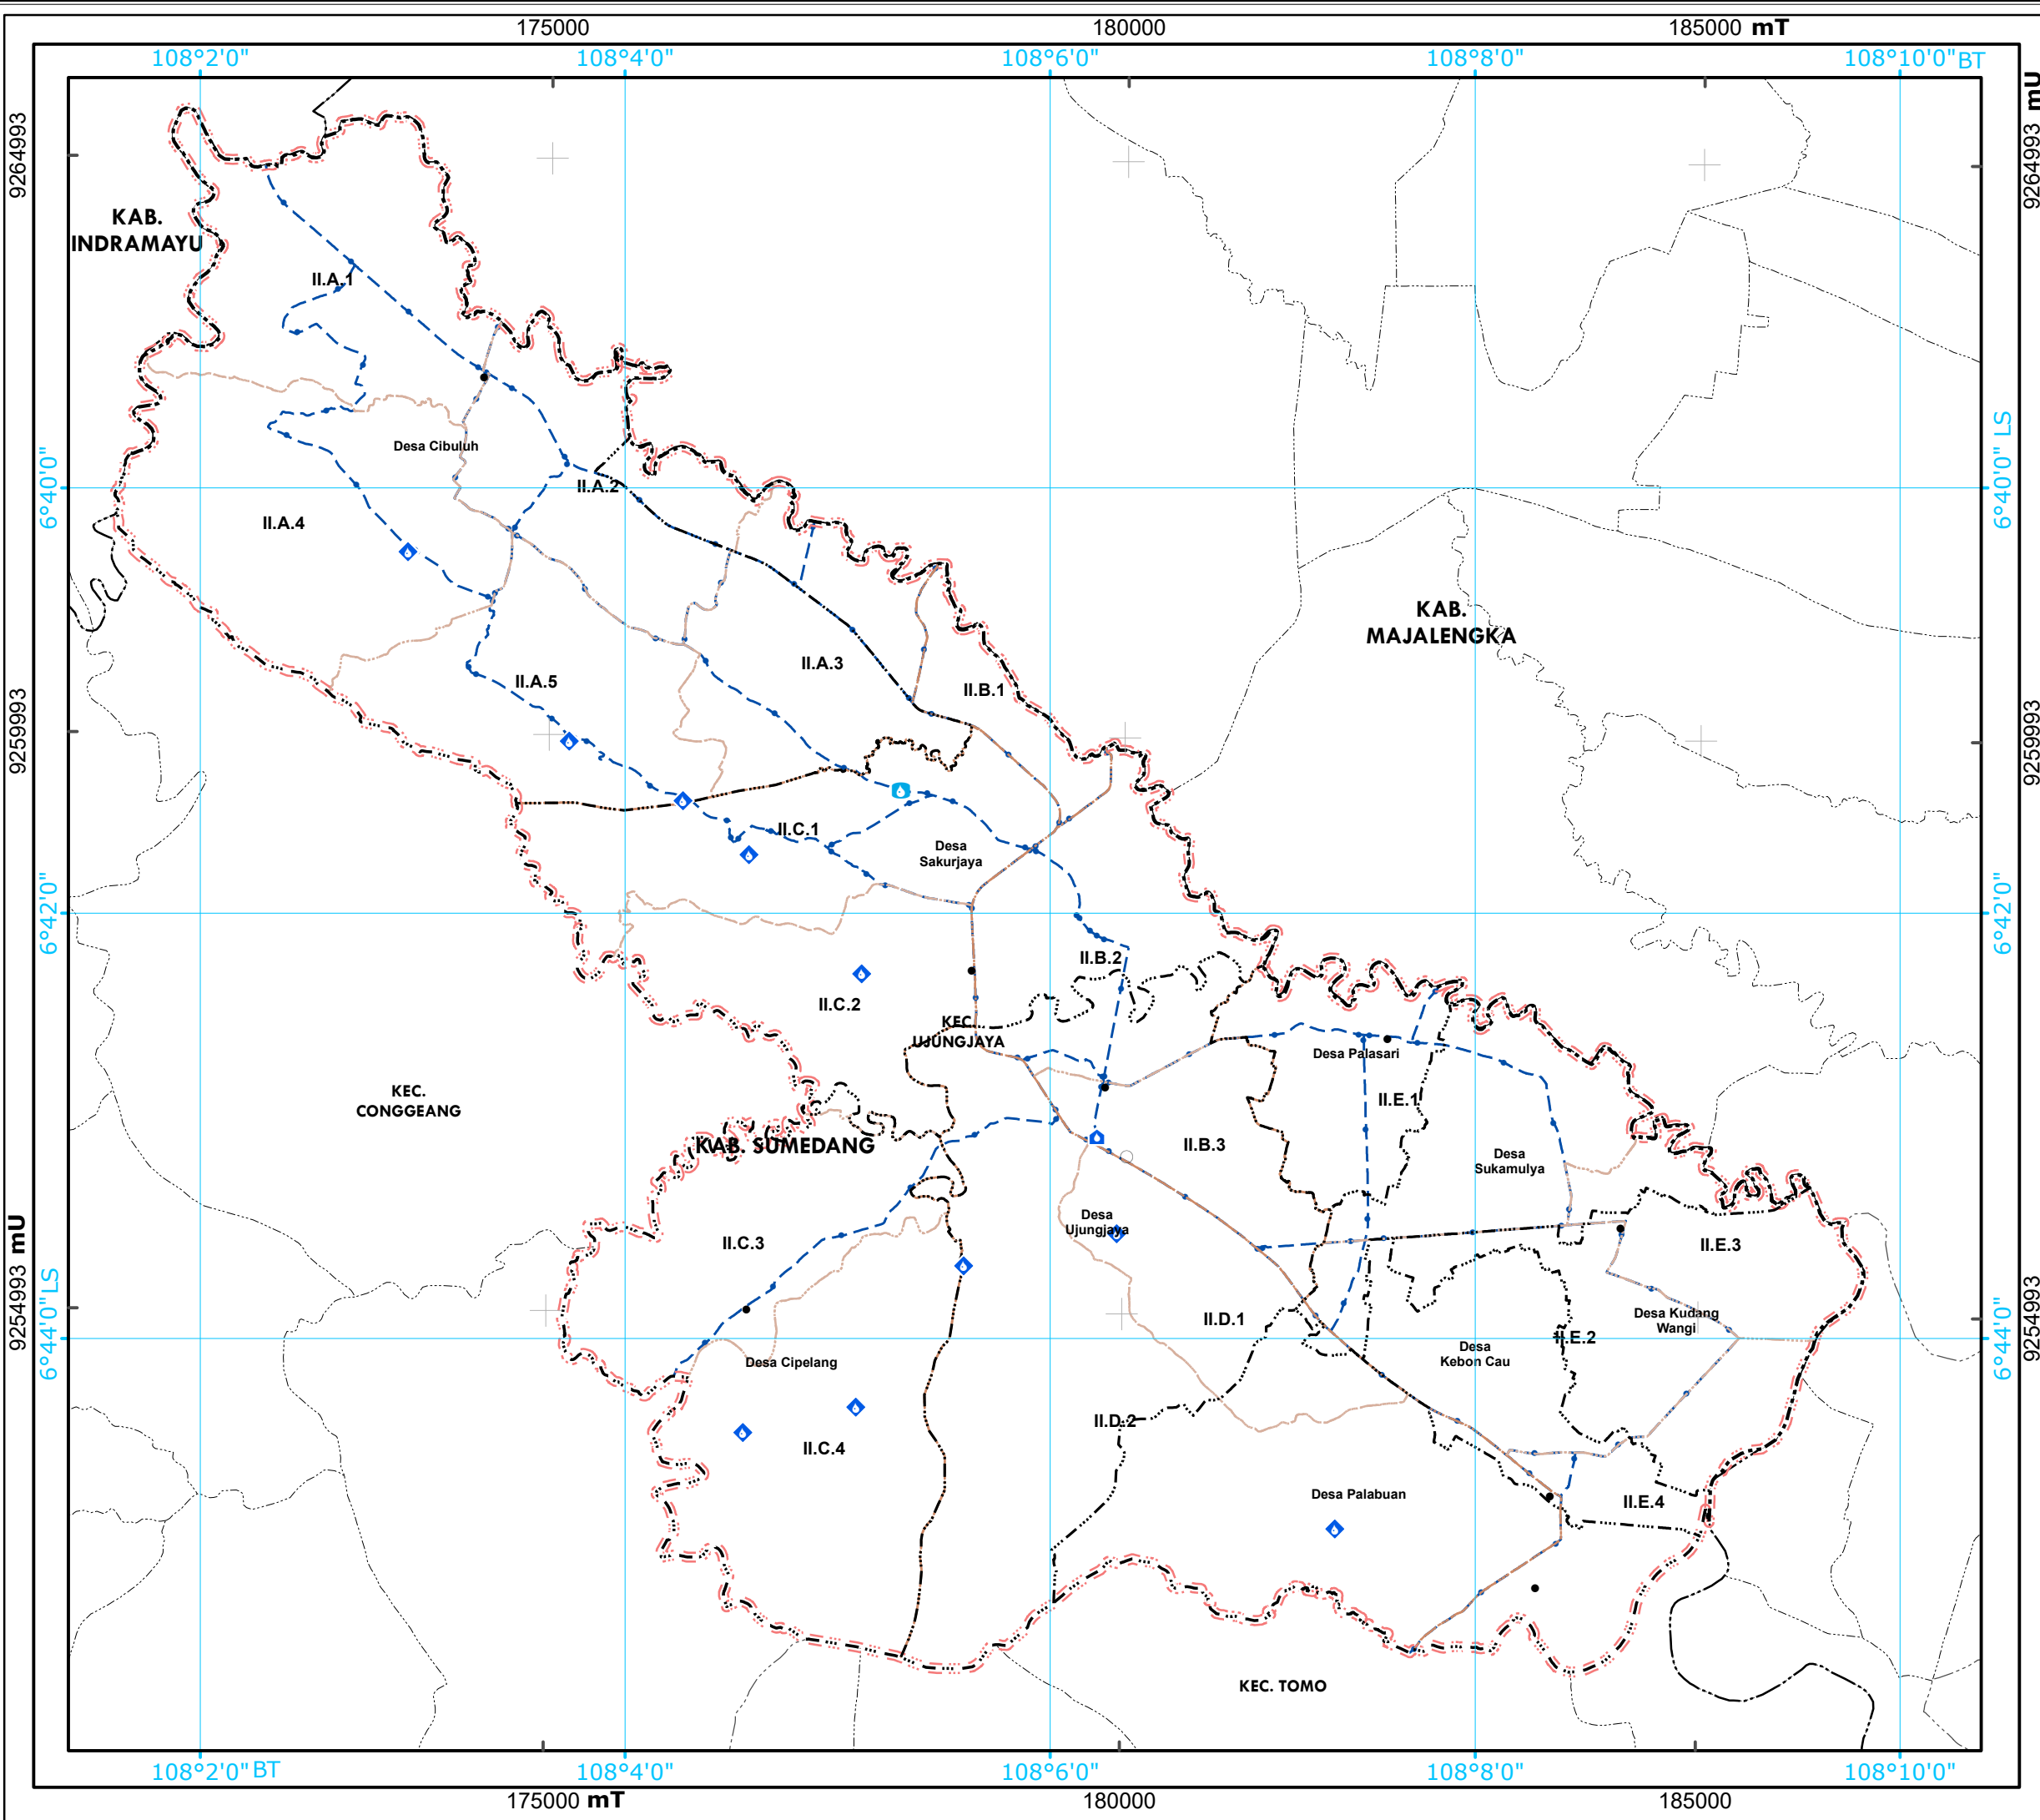 175000
180000
185000 mT
108°2'0"
108°4'0"
108°6'0"
108°8'0"
108°10'0" BT
9264993
mU
9264993
KAB.
INDRAMAYU
II.A.1
Desa Cibuluh
6°40'0"
6°40'0" LS
II.A.2
II.A.4
KAB.
MAJALENGKA
II.A.3
II.A.5
II.B.1
9259993
9259993
II.C.1
Desa
Sakurjaya
6°42'0"
6°42'0"
II.B.2
II.C.2
KEC.
UJUNGJAYA
Desa Palasari
KEC.
CONGGEANG
II.E.1
KAB. SUMEDANG
II.B.3
Desa
Sukamulya
Desa
Ujungjaya
II.C.3
II.E.3
9254993 mU
9254993
6°44'0"LS
6°44'0"
II.D.1
Desa Kudang
Wangi
II.E.2
Desa
Kebon Cau
Desa Cipelang
II.D.2
II.C.4
Desa Palabuan
II.E.4
KEC. TOMO
108°2'0" BT
108°4'0"
108°6'0"
108°8'0"
108°10'0"
175000 mT
180000
185000